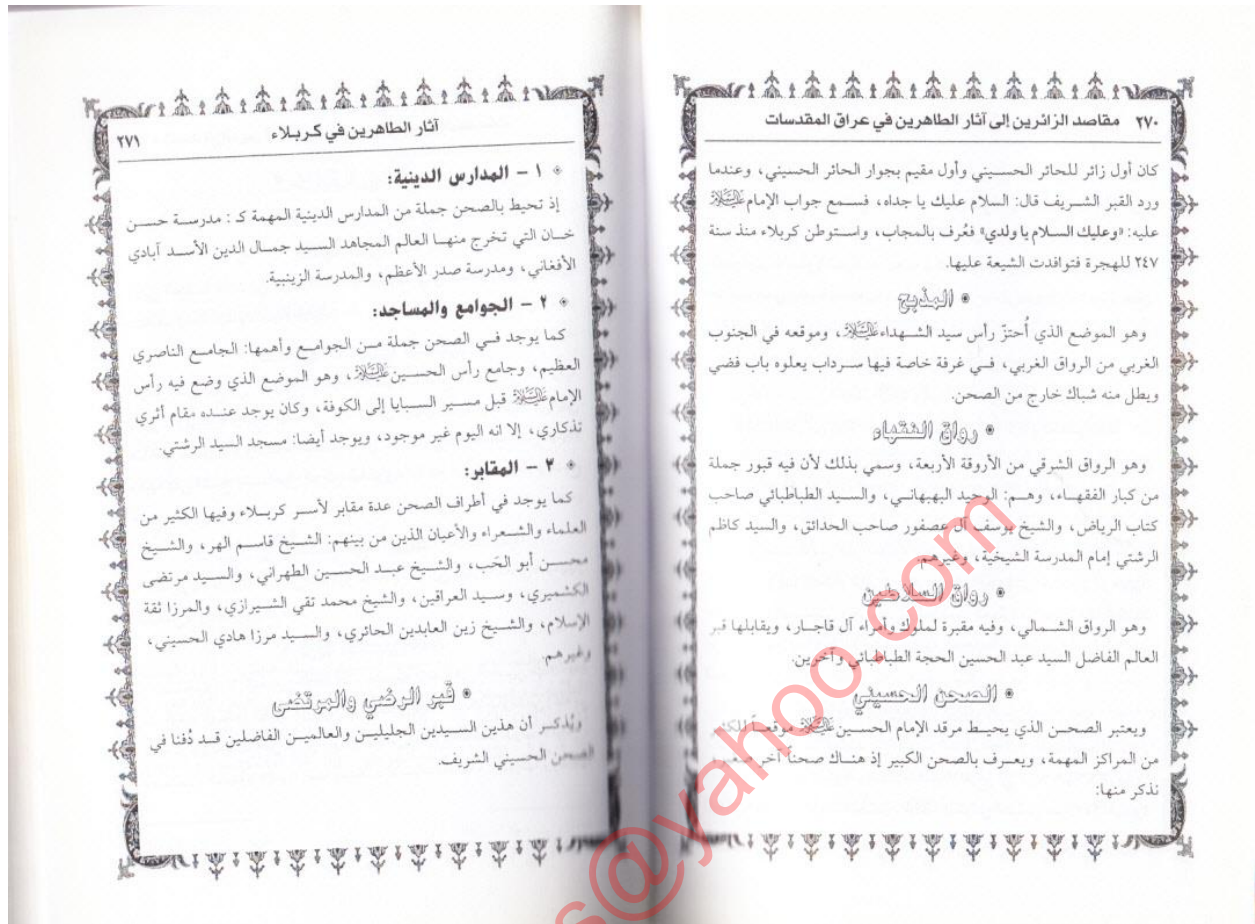 ٢٧٠ مقاصد الزائرين إلى آثار الطاهرين في عراق المقدسات
كان أول زائر للحائر الحسيني وأول مقيم بجوار الحائر الحسيني، وعندما
ورد القبر الشريف قال: السلام عليك يا جداه، فسمع جواب الإمام عليه السلام
عليه: «وعليك السلام يا ولدي» فعُرف بالمجاب، واستوطن كربلاء منذ سنة
٢٤٧ للهجرة فتوافدت الشيعة عليها.
* المذبح
وهو الموضع الذي أُحتزّ رأس سيد الشهداء عليه السلام، وموقعه في الجنوب
الغربي من الرواق الغربي، في غرفة خاصة فيها سرداب يعلوه باب فضي
ويطل منه شباك خارج من الصحن.
* رواق الفقهاء
وهو الرواق الشرقي من الأروقة الأربعة، وسمي بذلك لأن فيه قبور جملة
من كبار الفقهاء، وهم: الوحيد البهبهاني، والسيد الطباطبائي صاحب
كتاب الرياض، والشيخ يوسف آل عصفور صاحب الحدائق، والسيد كاظم
الرشتي إمام المدرسة الشيخية، وغيرهم.
* رواق السلاطين
وهو الرواق الشمالي، وفيه مقبرة لملوك وأمراء آل قاجار، ويقابلها قبر
العالم الفاضل السيد عبد الحسين الحجة الطباطبائي وآخرين.
* الصحن الحسيني
ويعتبر الصحن الذي يحيط مرقد الإمام الحسين عليه السلام موقعاً للكثير
من المراكز المهمة، ويعرف بالصحن الكبير إذ هناك صحناً آخر صغير،
نذكر منها:
آثار الطاهرين في كربلاء ٢٧١
* ١ - المدارس الدينية:
إذ تحيط بالصحن جملة من المدارس الدينية المهمة كـ: مدرسة حسن
خان التي تخرج منها العالم المجاهد السيد جمال الدين الأسد آبادي
الأفغاني، ومدرسة صدر الأعظم، والمدرسة الزينبية.
* ٢ - الجوامع والمساجد:
كما يوجد في الصحن جملة من الجوامع وأهمها: الجامع الناصري
العظيم، وجامع رأس الحسين عليه السلام، وهو الموضع الذي وضع فيه رأس
الإمام عليه السلام قبل مسير السبايا إلى الكوفة، وكان يوجد عنده مقام أثري
تذكاري، إلا انه اليوم غير موجود، ويوجد أيضا: مسجد السيد الرشتي.
* ٣ - المقابر:
كما يوجد في أطراف الصحن عدة مقابر لأسر كربلاء وفيها الكثير من
العلماء والشعراء والأعيان الذين من بينهم: الشيخ قاسم الهر، والشيخ
محسن أبو الحَب، والشيخ عبد الحسين الطهراني، والسيد مرتضى
الكشميري، وسيد العراقين، والشيخ محمد تقي الشيرازي، والمرزا ثقة
الإسلام، والشيخ زين العابدين الحائري، والسيد مرزا هادي الحسيني،
وغيرهم.
* قبر الرضي والمرتضى
ويُذكر أن هذين السيدين الجليلين والعالمين الفاضلين قد دُفنا في
الصحن الحسيني الشريف.
s@yahoo.com